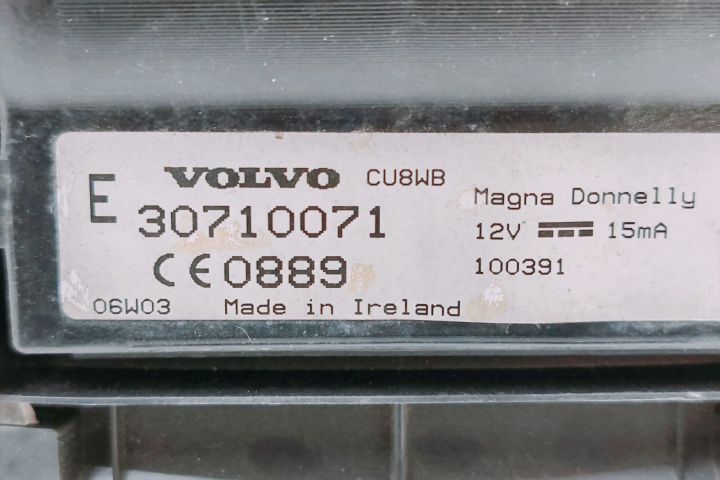 E
VOLVO CU8WB
30710071
CE0889
06W03 Made in Ireland
Magna Donnelly
12V 15mA
100391